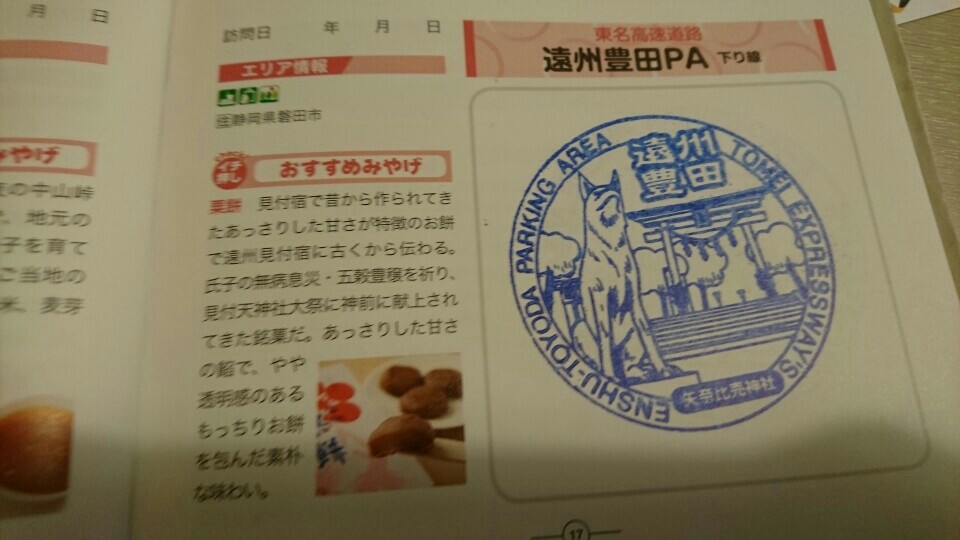 月 日
みやげ
の中山峠
地元の
子を育て
ご当地の
米、麦芽
訪問日 年 月 日
エリア情報
静岡県磐田市
おすすめみやげ
粟餅 見付宿で昔から作られてき
たあっさりした甘さが特徴のお餅
で遠州見付宿に古くから伝わる。
氏子の無病息災・五穀豊穣を祈り、
見付天神社大祭に神前に献上され
てきた銘菓だ。あっさりした甘さ
の餡で、やや
透明感のある
もっちりお餅
を包んだ素朴
な味わい。
東名高速道路
遠州豊田PA 下り線
ENSHU-TOYODA PARKING AREA
TOMEI EXPRESSWAY'S
遠州
豊田
矢奈比売神社
17